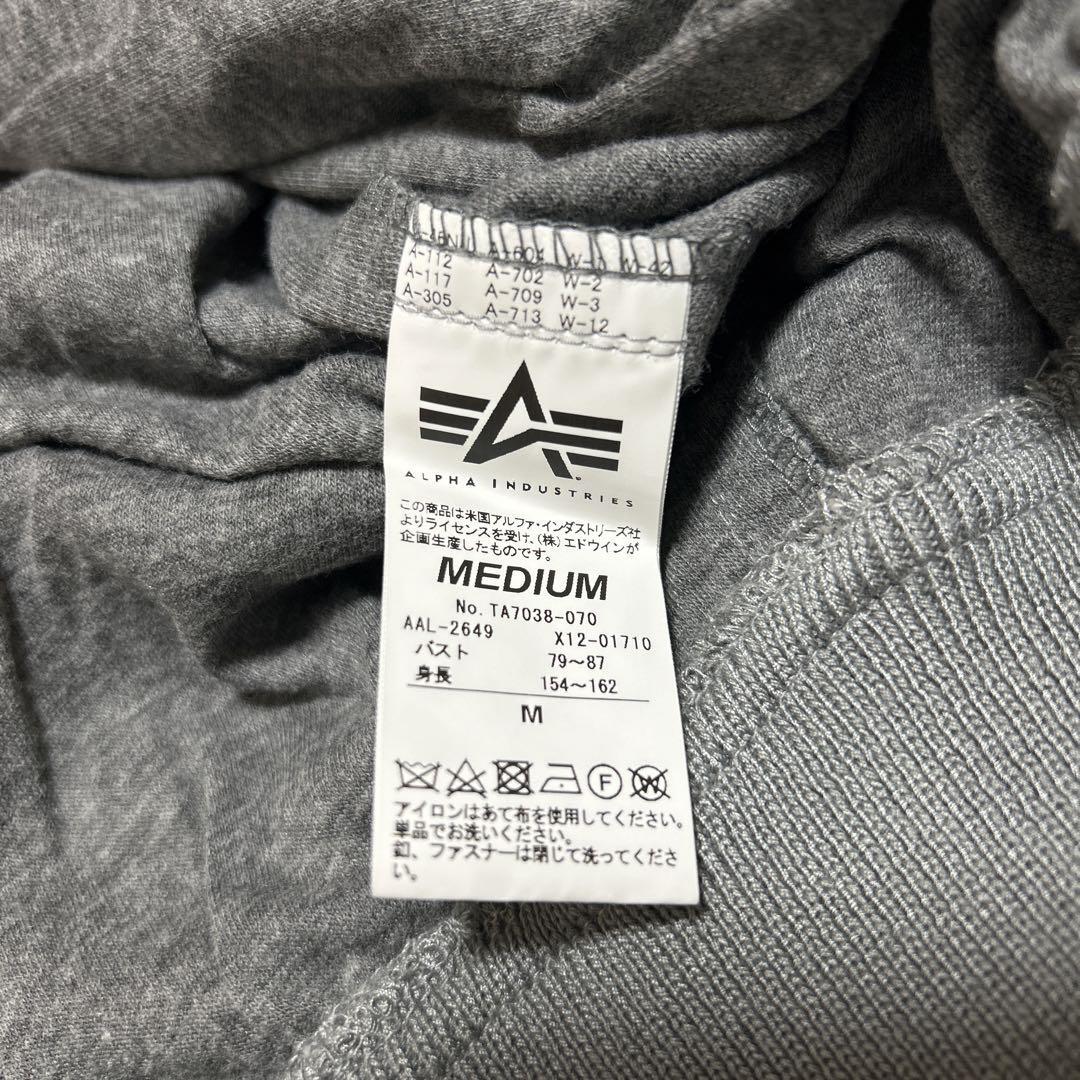 A-112 A-702 W-2
A-117 A-709 W-3
A-305 A-713 W-12
ALPHA INDUSTRIES
この商品は米国アルファ・インダストリーズ社
よりライセンスを受け、(株)エドウインが
企画生産したものです。
MEDIUM
No. TA7038-070
AAL-2649 X12-01710
バスト 79〜87
身長 154〜162
M
F W
アイロンはあて布を使用してください。
単品でお洗いください。
釦、ファスナーは閉じて洗ってくださ
い。